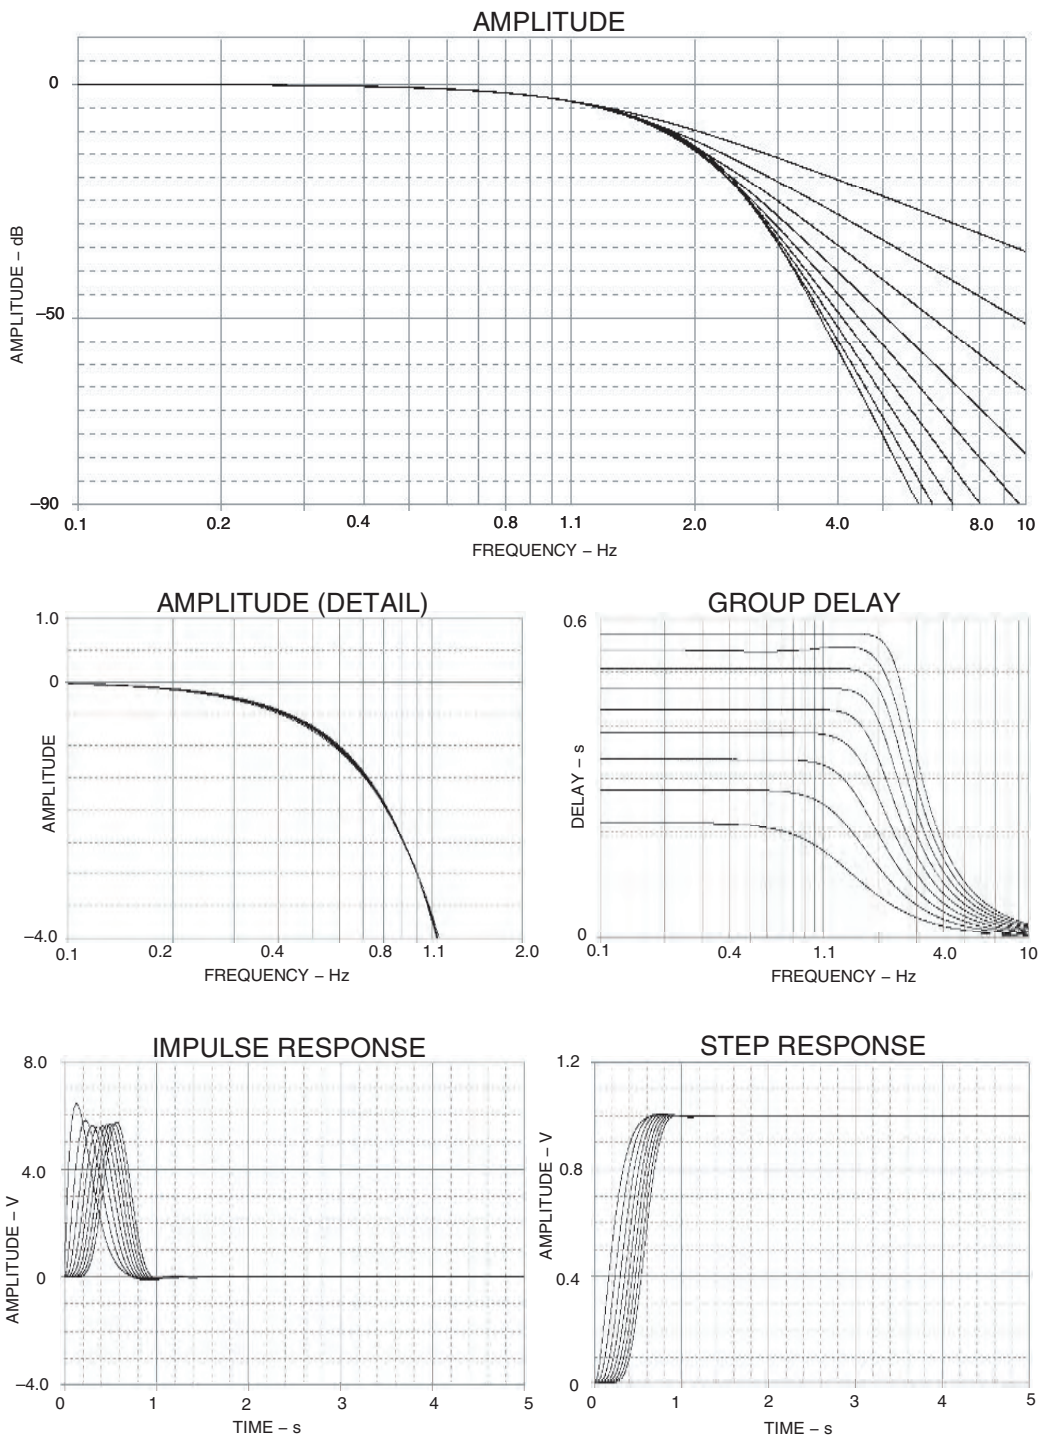 AMPLITUDE
0
–50
–90
AMPLITUDE – dB
0.1 0.2 0.4 0.8 1.1 2.0 4.0 8.0 10
FREQUENCY – Hz
AMPLITUDE (DETAIL)
1.0
0
–4.0
AMPLITUDE
0.1 0.2 0.4 0.8 1.1 2.0
FREQUENCY – Hz
GROUP DELAY
0.6
0
DELAY – s
0.1 0.4 1.1 4.0 10
FREQUENCY – Hz
IMPULSE RESPONSE
8.0
4.0
0
–4.0
AMPLITUDE – V
0 1 2 3 4 5
TIME – s
STEP RESPONSE
1.2
0.8
0.4
0
AMPLITUDE – V
0 1 2 3 4 5
TIME – s